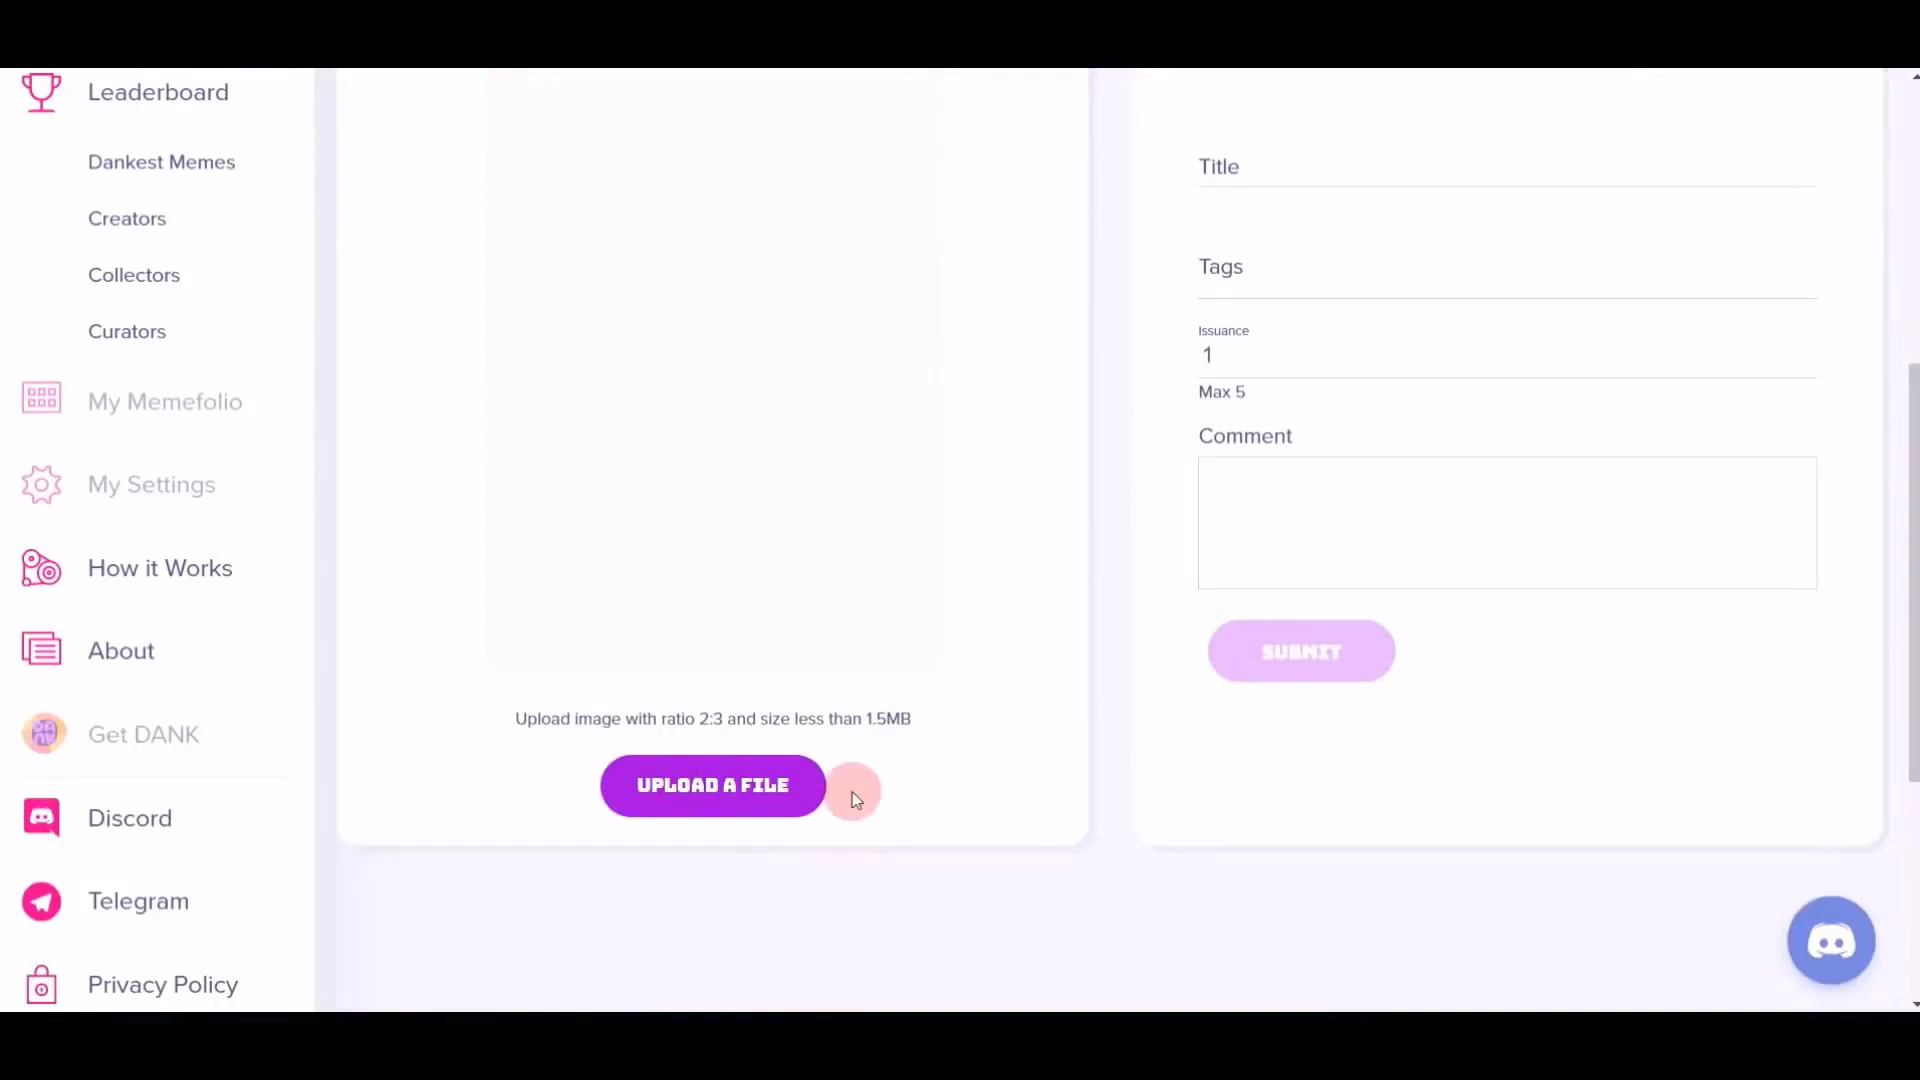 Leaderboard
Dankest Memes
Creators
Collectors
Curators
My Memefolio
My Settings
How it Works
About
Get DANK
Discord
Telegram
Privacy Policy
Upload image with ratio 2:3 and size less than 1.5MB
UPLOAD A FILE
Title
Tags
Issuance
1
Max 5
Comment
SUBMIT